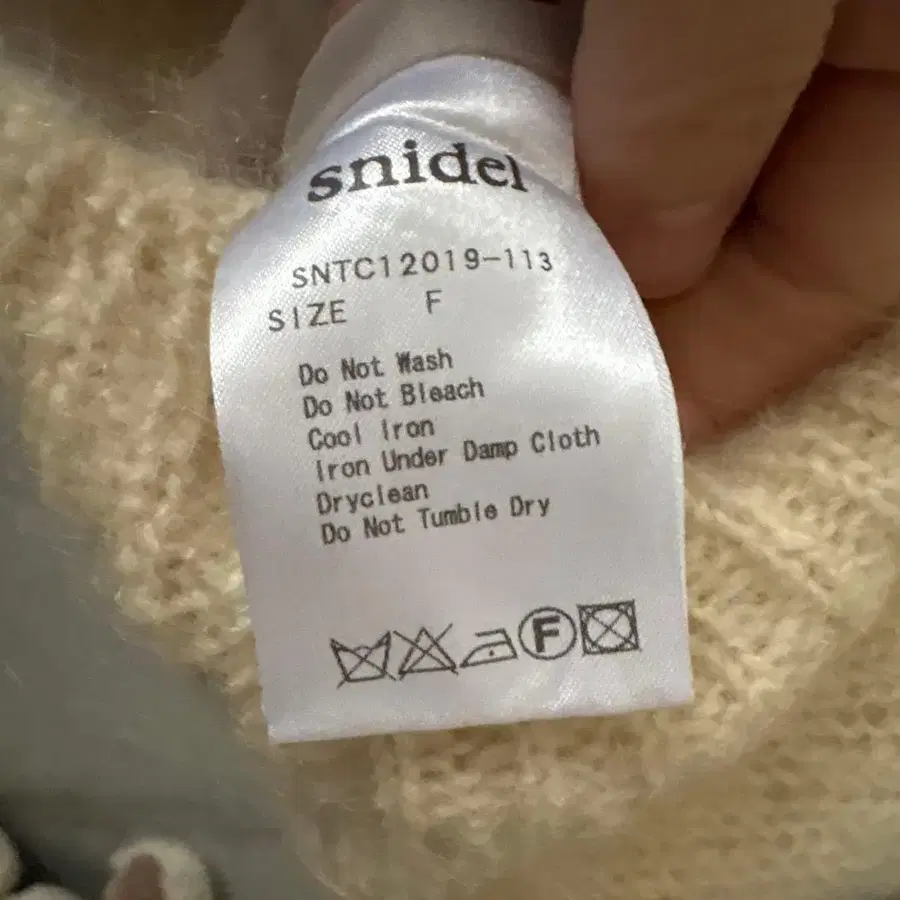 snidel
SNTC12019-113
SIZE F
Do Not Wash
Do Not Bleach
Cool Iron
Iron Under Damp Cloth
Dryclean
Do Not Tumble Dry
F